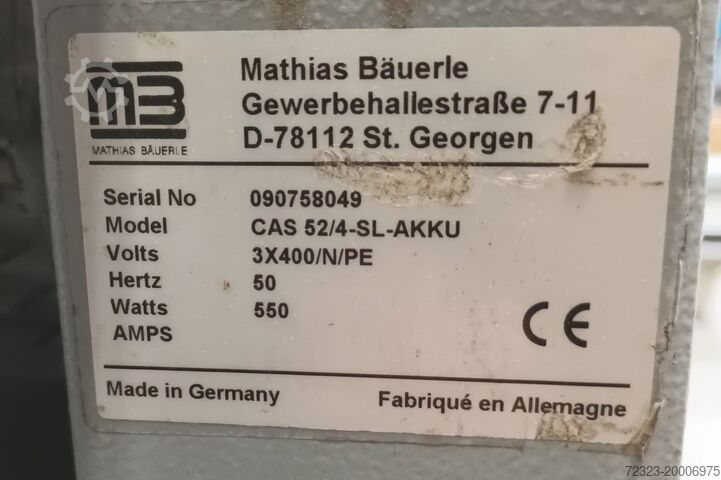 MB
MATHIAS BÄUERLE
Mathias Bäuerle
Gewerbehallestraße 7-11
D-78112 St. Georgen
Serial No 090758049
Model CAS 52/4-SL-AKKU
Volts 3X400/N/PE
Hertz 50
Watts 550
AMPS
CE
Made in Germany Fabriqué en Allemagne
72323-20006975